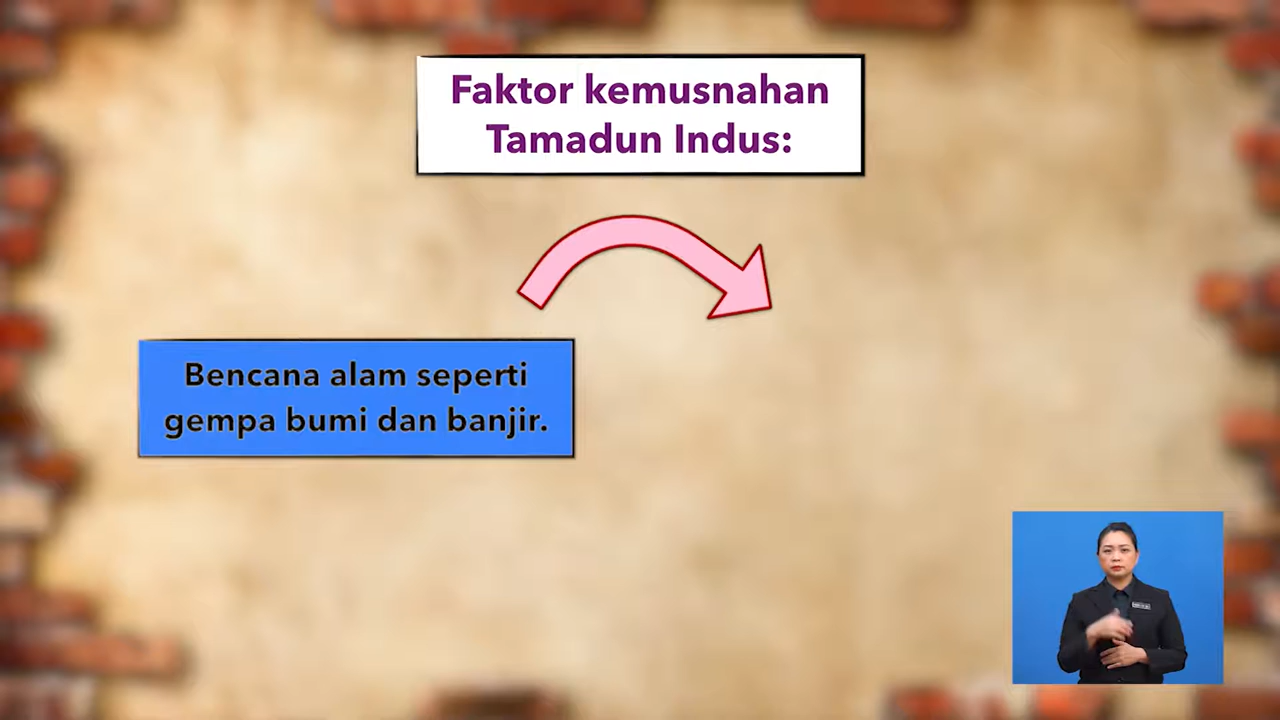 Faktor kemusnahan
Tamadun Indus:
Bencana alam seperti
gempa bumi dan banjir.